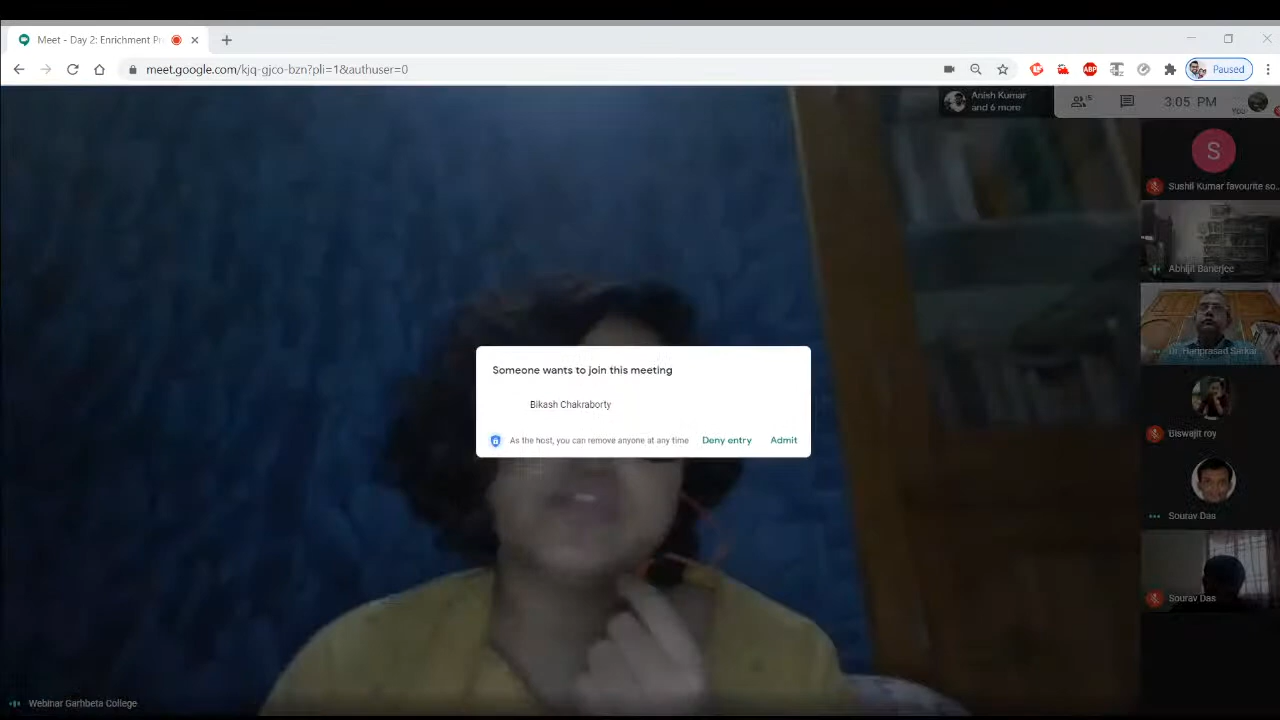 Meet - Day 2: Enrichment Pr
meet.google.com/kjq-gjco-bzn?pli=1&authuser=0
ABP
Paused
Anish Kumar
and 6 more
3:05 PM
You
S
Sushil Kumar favourite so...
Abhijit Banerjee
Dr. Hariprasad Sarkar
Biswajit roy
Sourav Das
Sourav Das
Someone wants to join this meeting
Bikash Chakraborty
As the host, you can remove anyone at any time
Deny entry
Admit
Webinar Garhbeta College